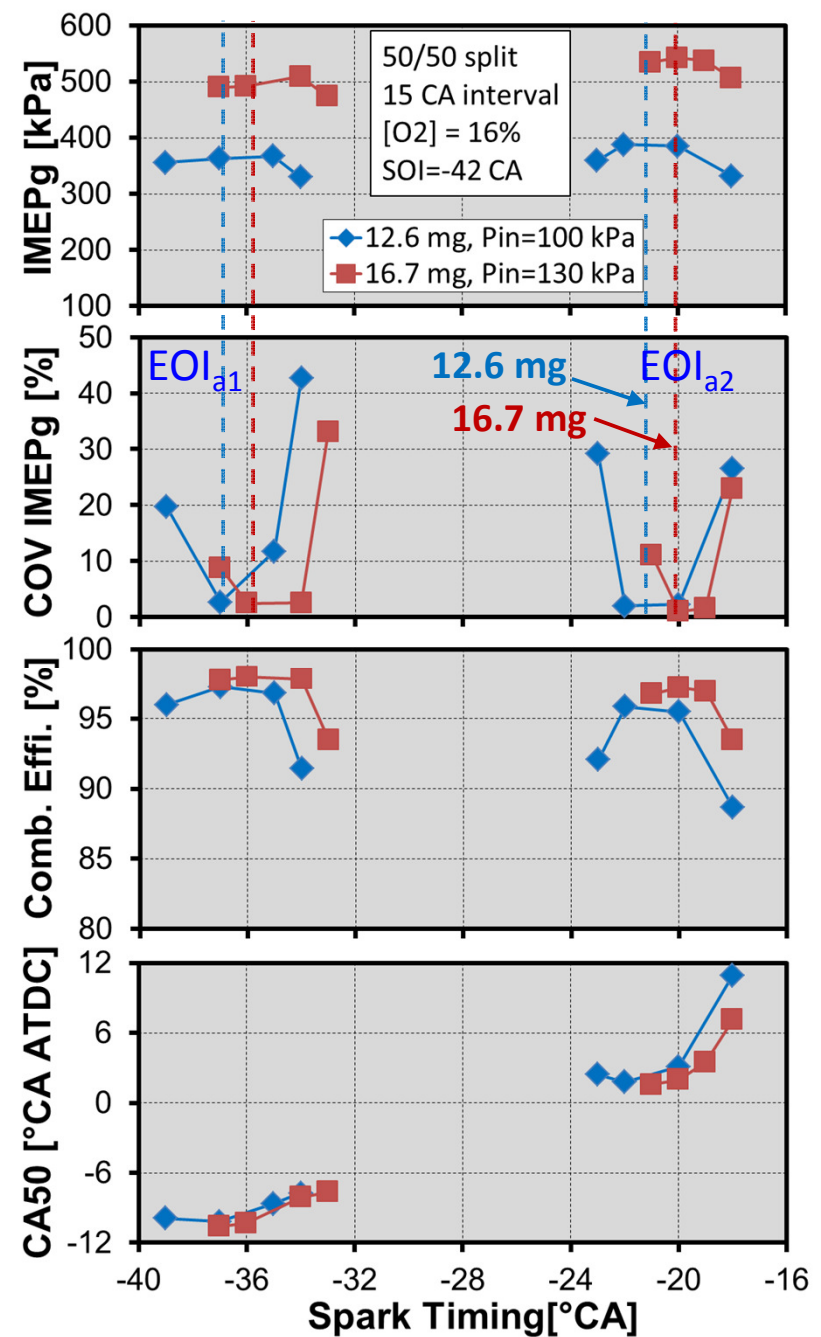 600
500
400
300
200
100
IMEPg [kPa]
50/50 split
15 CA interval
[O2] = 16%
SOI=-42 CA
12.6 mg, Pin=100 kPa
16.7 mg, Pin=130 kPa
50
40
30
20
10
0
COV IMEPg [%]
EOIa1
12.6 mg
EOIa2
16.7 mg
100
95
90
85
80
Comb. Effi. [%]
12
6
0
-6
-12
CA50 [°CA ATDC]
-40 -36 -32 -28 -24 -20 -16
Spark Timing[°CA]